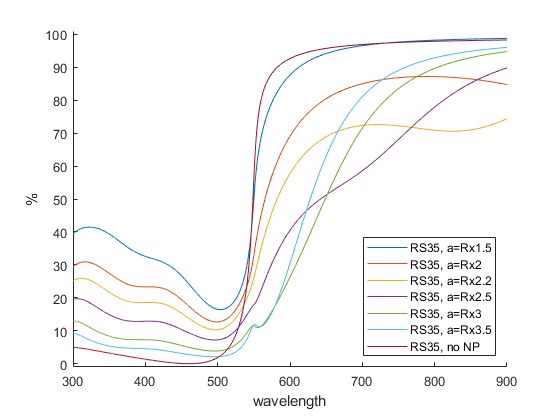 100
90
80
70
60
50
40
30
20
10
0
%
300 400 500 600 700 800 900
wavelength
RS35, a=Rx1.5
RS35, a=Rx2
RS35, a=Rx2.2
RS35, a=Rx2.5
RS35, a=Rx3
RS35, a=Rx3.5
RS35, no NP